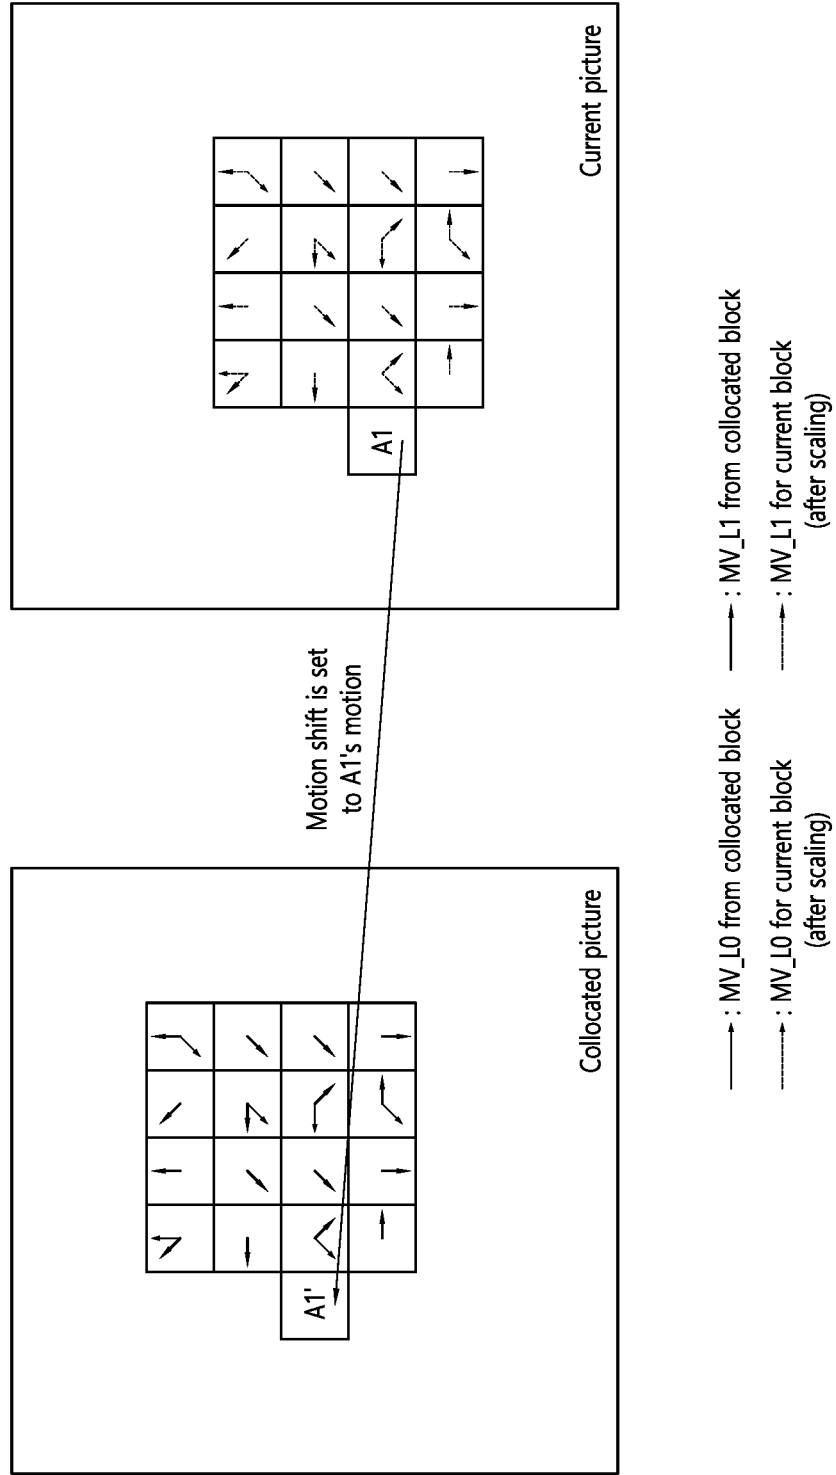 A1'
Collocated picture
Motion shift is set
to A1's motion
A1
Current picture
: MV_L0 from collocated block
: MV_L1 from collocated block
: MV_L0 for current block
(after scaling)
: MV_L1 for current block
(after scaling)